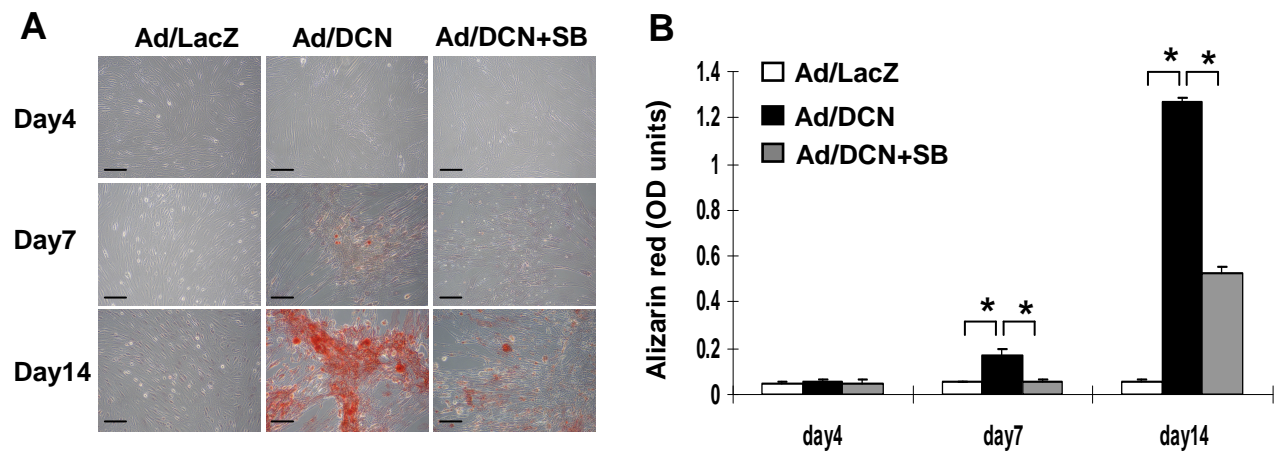 A
Ad/LacZ Ad/DCN Ad/DCN+SB
Day4
Day7
Day14
B
Ad/LacZ
Ad/DCN
Ad/DCN+SB
* *
* *
Alizarin red (OD units)
1.4
1.2
1
0.8
0.6
0.4
0.2
0
day4 day7 day14